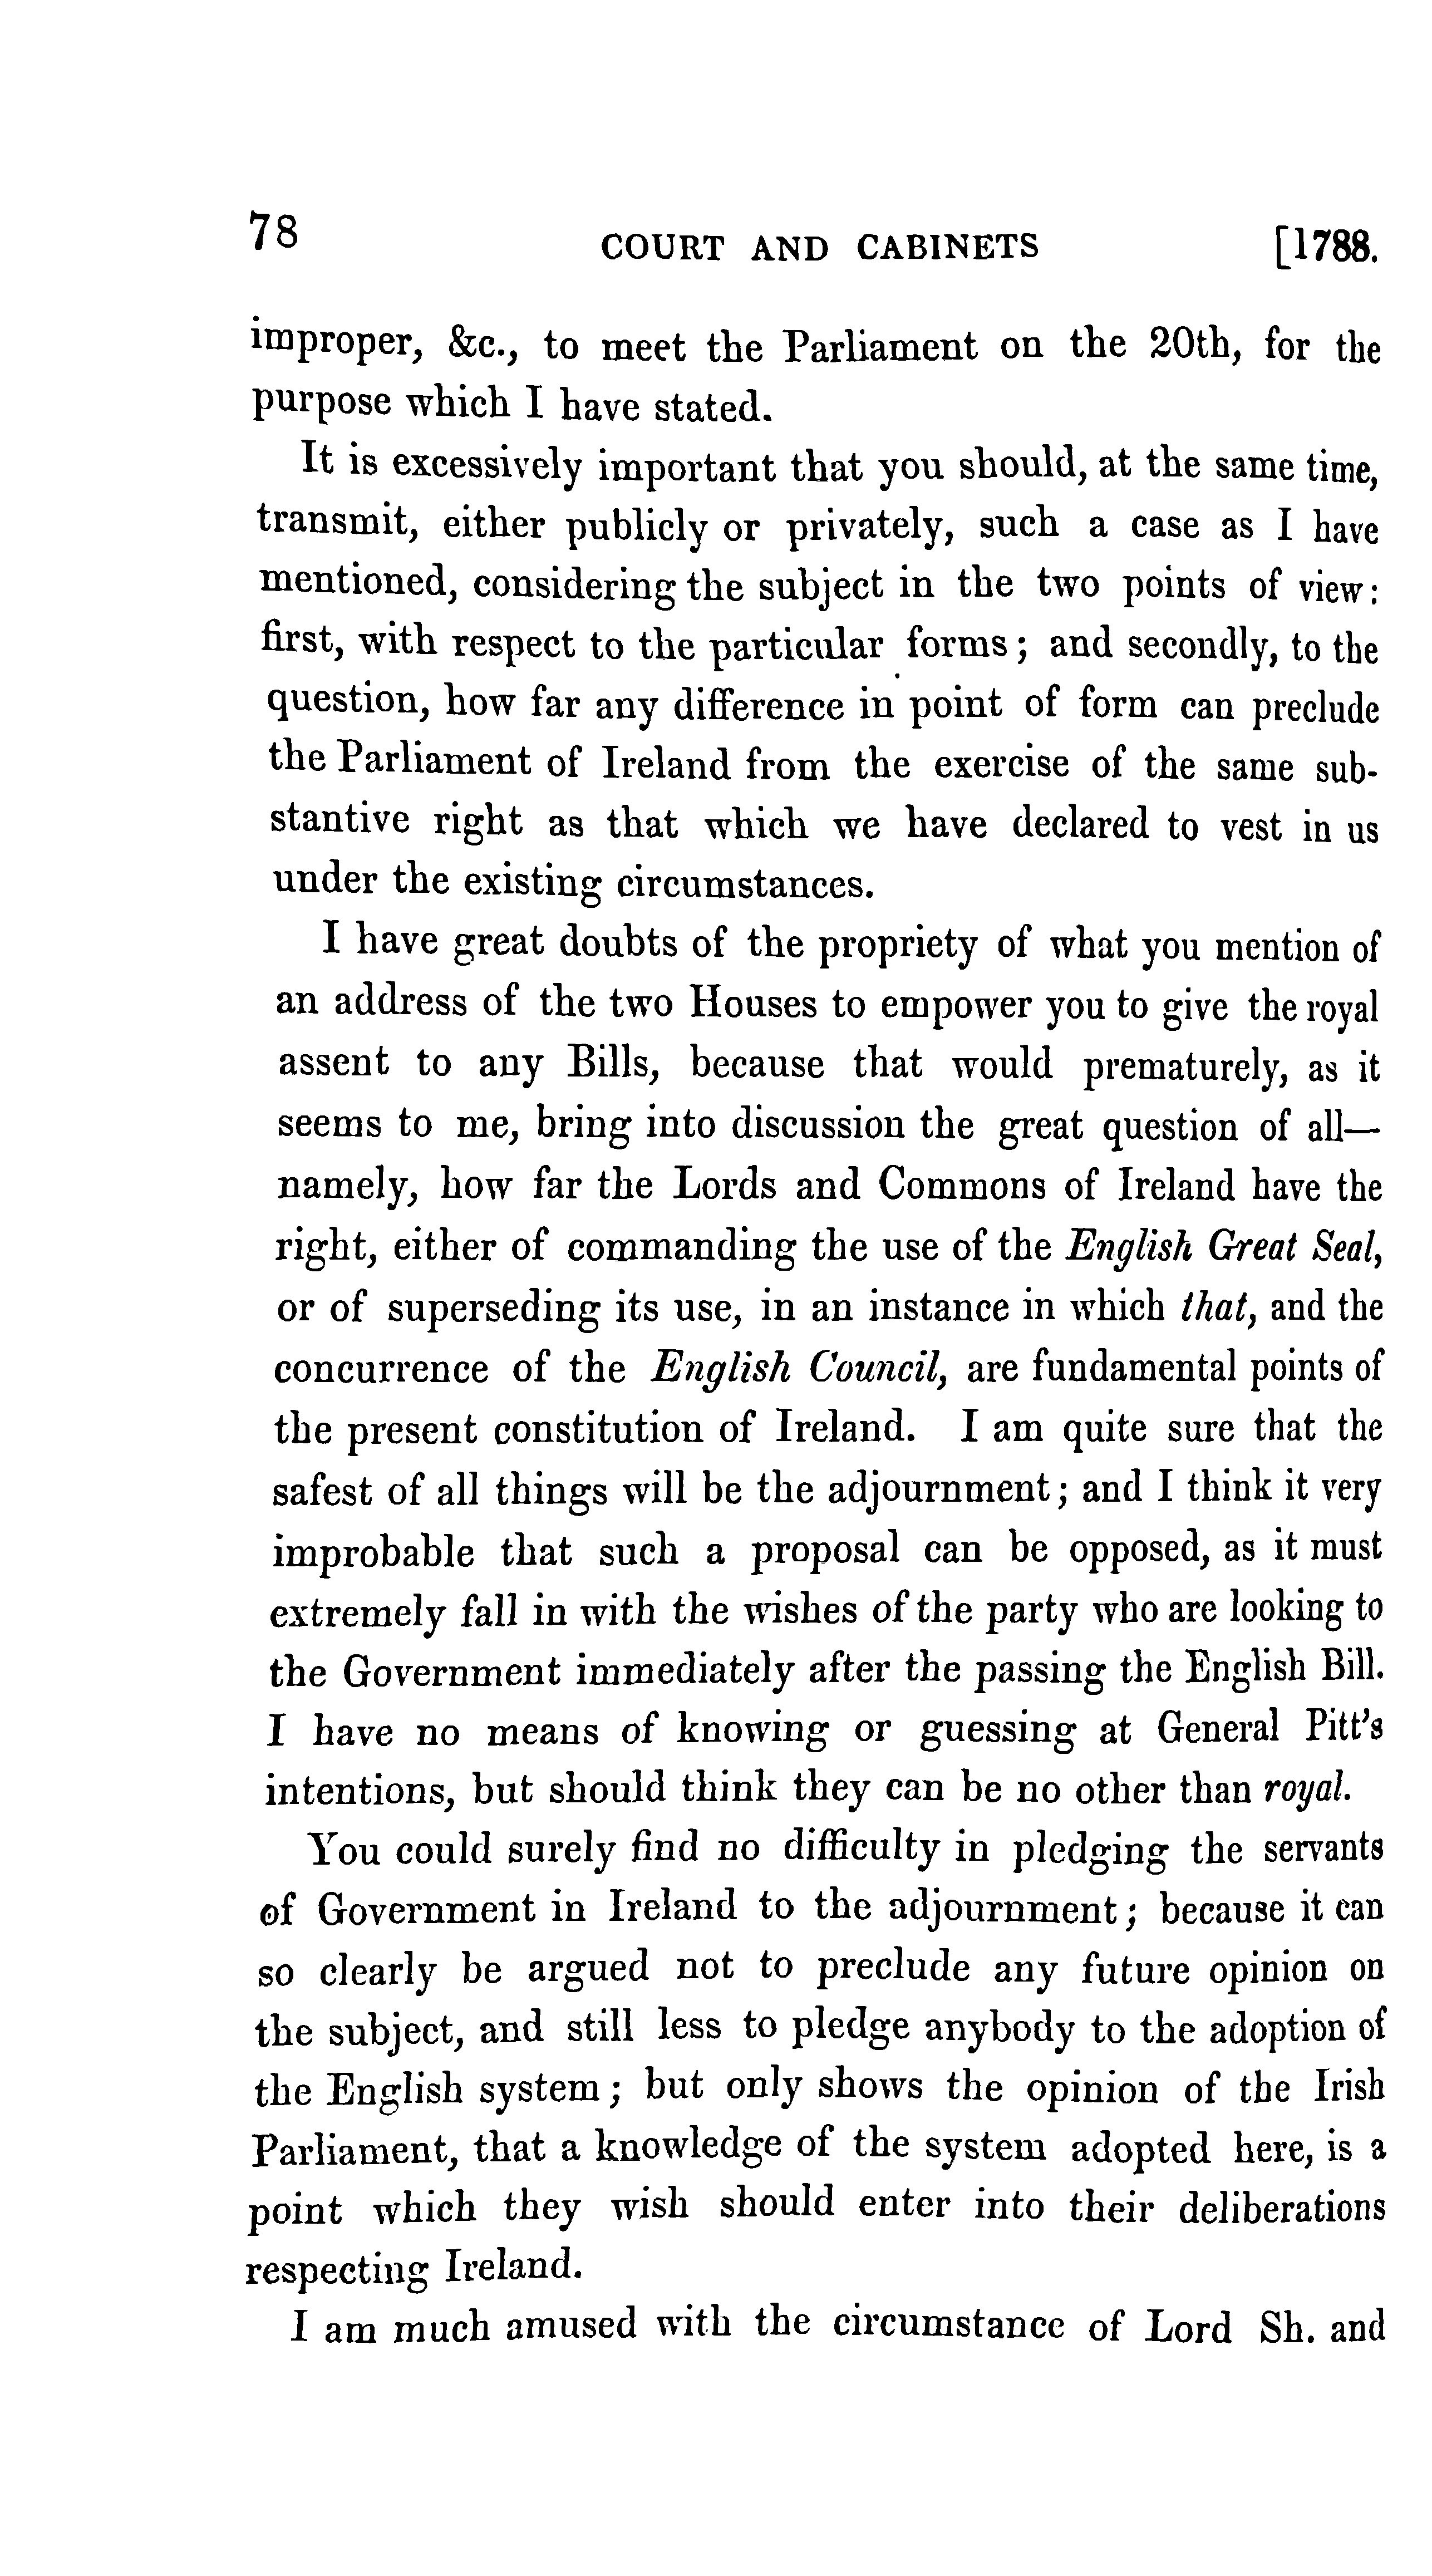 78 COURT AND CABINETS [1788.
improper, &c., to meet the Parliament on the 20th, for the
purpose which I have stated.
It is excessively important that you should, at the same time,
transmit, either publicly or privately, such a case as I have
mentioned, considering the subject in the two points of view:
first, with respect to the particular forms; and secondly, to the
question, how far any difference in point of form can preclude
the Parliament of Ireland from the exercise of the same sub-
stantive right as that which we have declared to vest in us
under the existing circumstances.
I have great doubts of the propriety of what you mention of
an address of the two Houses to empower you to give the royal
assent to any Bills, because that would prematurely, as it
seems to me, bring into discussion the great question of all—
namely, how far the Lords and Commons of Ireland have the
right, either of commanding the use of the English Great Seal,
or of superseding its use, in an instance in which that, and the
concurrence of the English Council, are fundamental points of
the present constitution of Ireland. I am quite sure that the
safest of all things will be the adjournment; and I think it very
improbable that such a proposal can be opposed, as it must
extremely fall in with the wishes of the party who are looking to
the Government immediately after the passing the English Bill.
I have no means of knowing or guessing at General Pitt's
intentions, but should think they can be no other than royal.
You could surely find no difficulty in pledging the servants
of Government in Ireland to the adjournment; because it can
so clearly be argued not to preclude any future opinion on
the subject, and still less to pledge anybody to the adoption of
the English system; but only shows the opinion of the Irish
Parliament, that a knowledge of the system adopted here, is a
point which they wish should enter into their deliberations
respecting Ireland.
I am much amused with the circumstance of Lord Sh. and